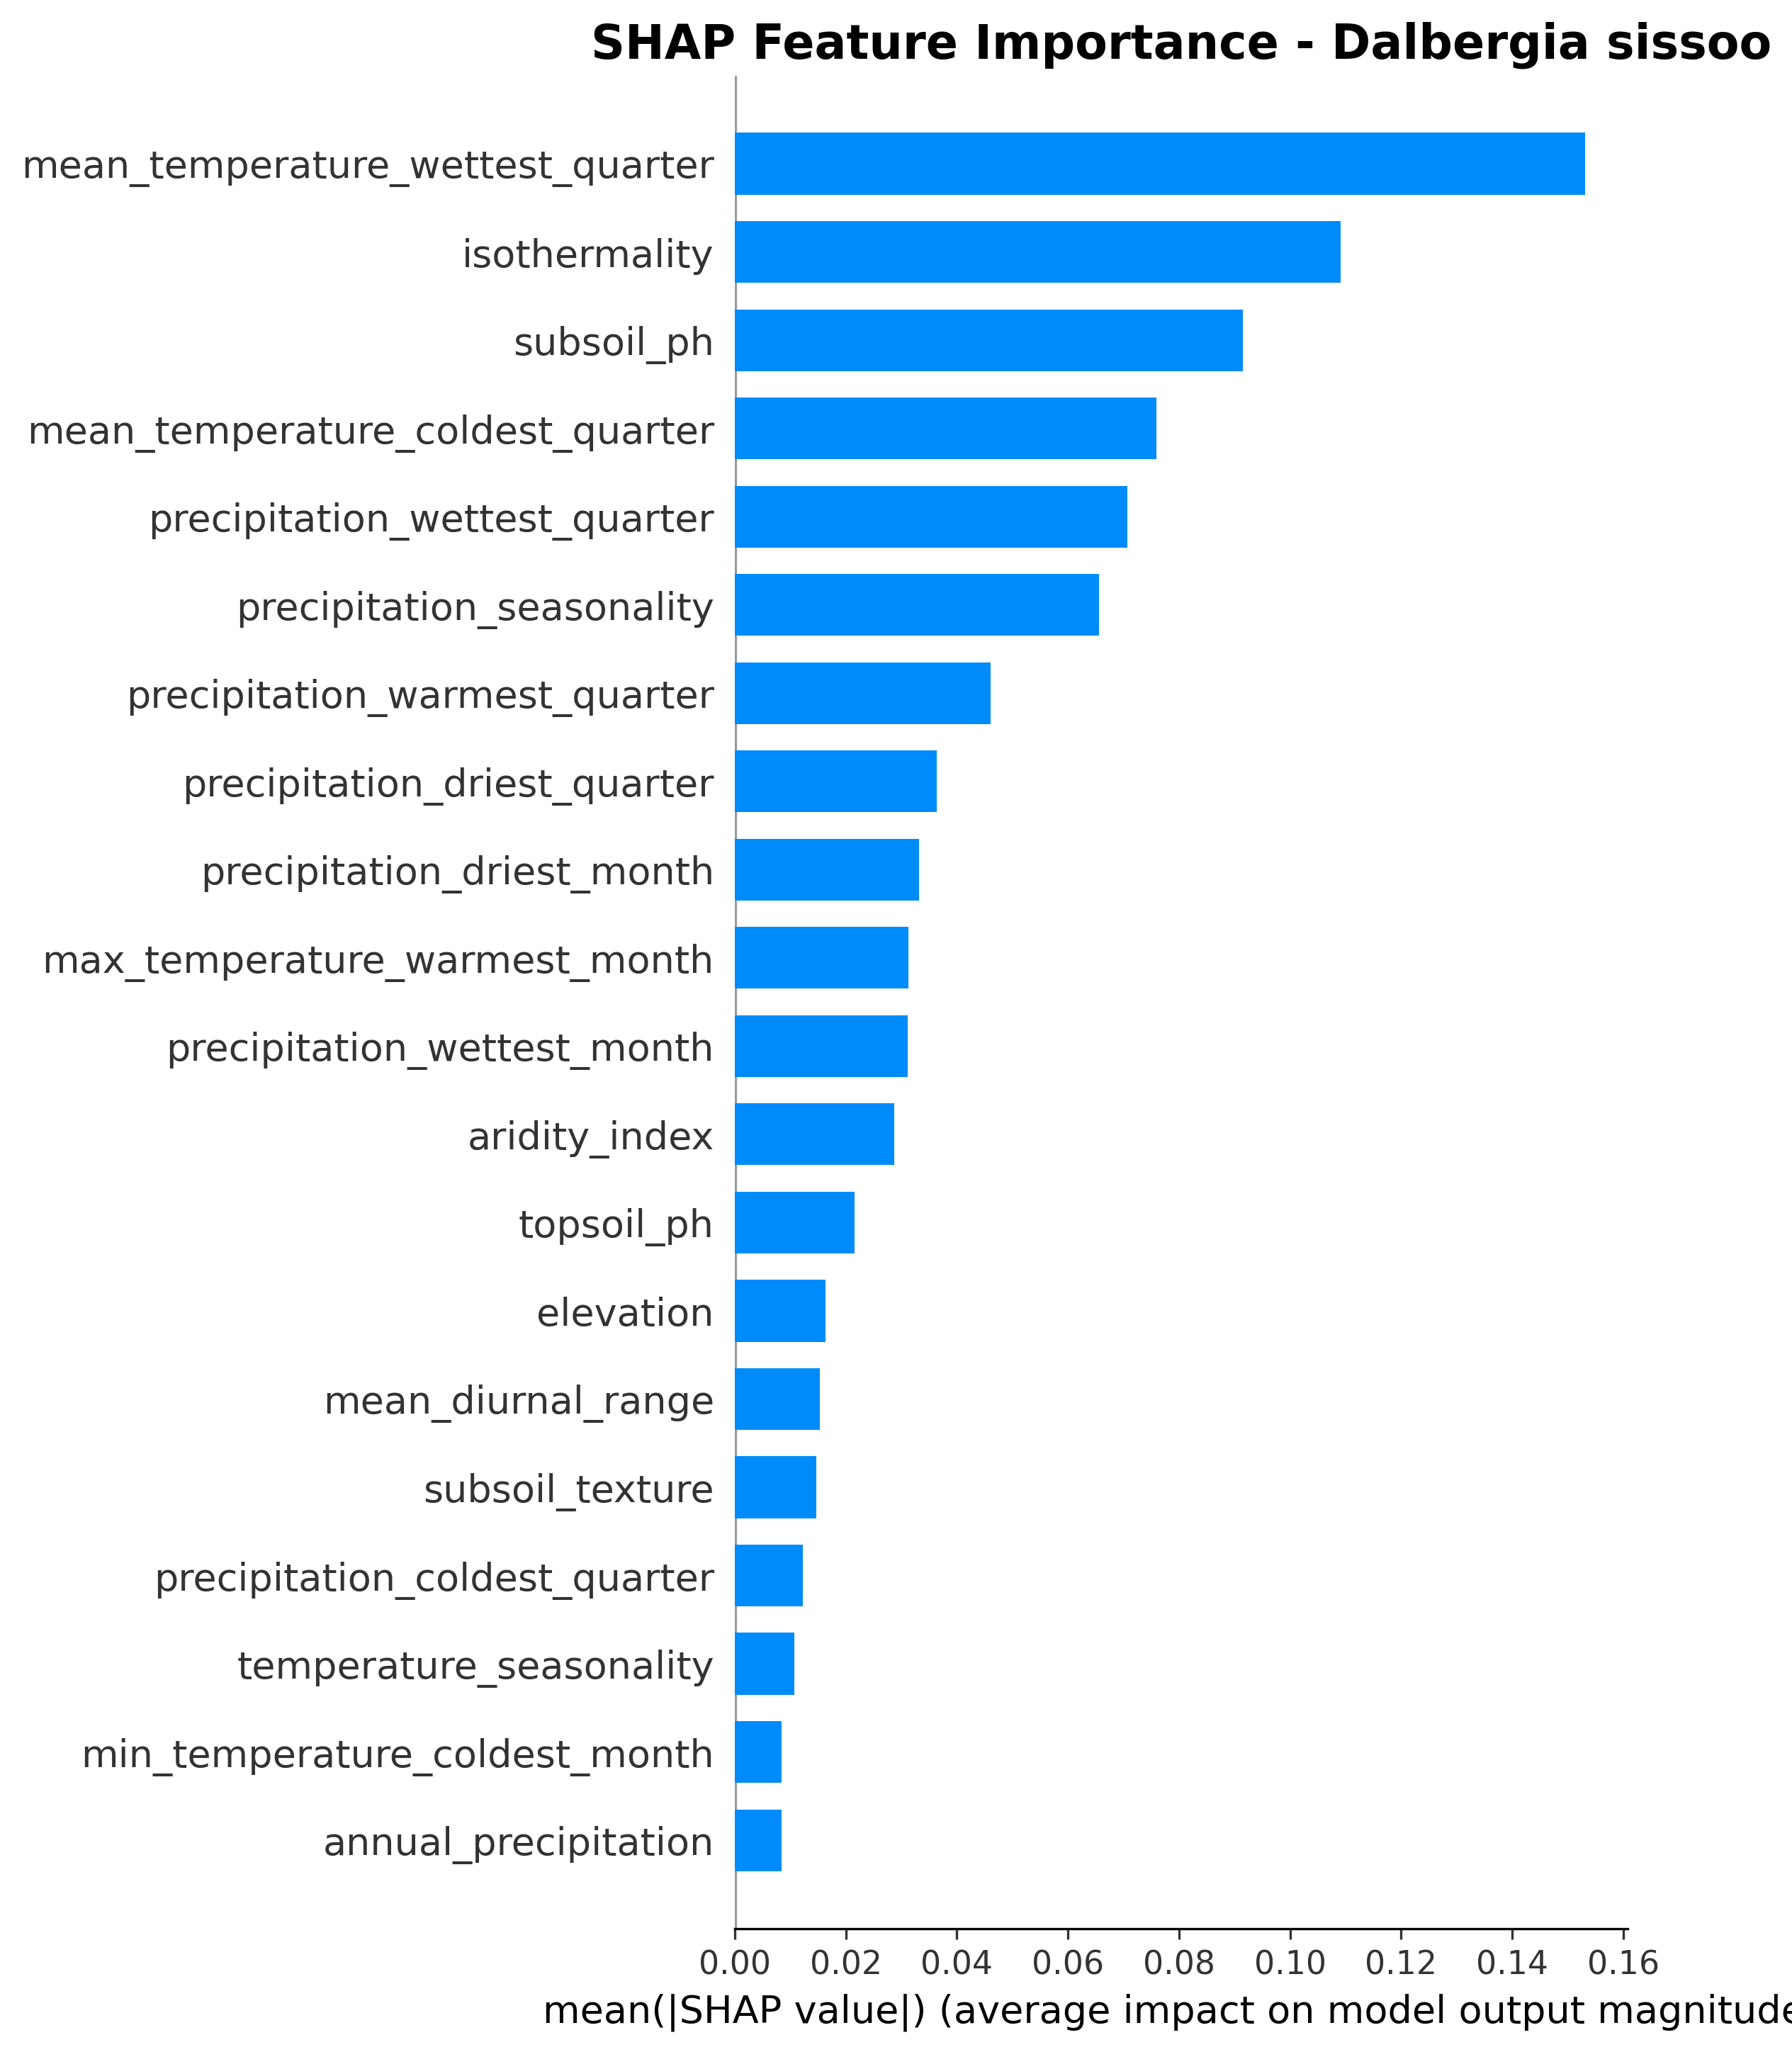 SHAP Feature Importance - Dalbergia sissoo
mean_temperature_wettest_quarter
isothermality
subsoil_ph
mean_temperature_coldest_quarter
precipitation_wettest_quarter
precipitation_seasonality
precipitation_warmest_quarter
precipitation_driest_quarter
precipitation_driest_month
max_temperature_warmest_month
precipitation_wettest_month
aridity_index
topsoil_ph
elevation
mean_diurnal_range
subsoil_texture
precipitation_coldest_quarter
temperature_seasonality
min_temperature_coldest_month
annual_precipitation
0.00 0.02 0.04 0.06 0.08 0.10 0.12 0.14 0.16
mean(|SHAP value|) (average impact on model output magnitude